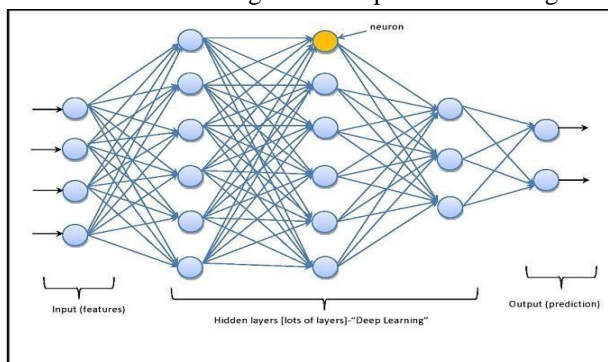 neuron
Input (features)
Hidden layers [lots of layers]-"Deep Learning"
Output (prediction)